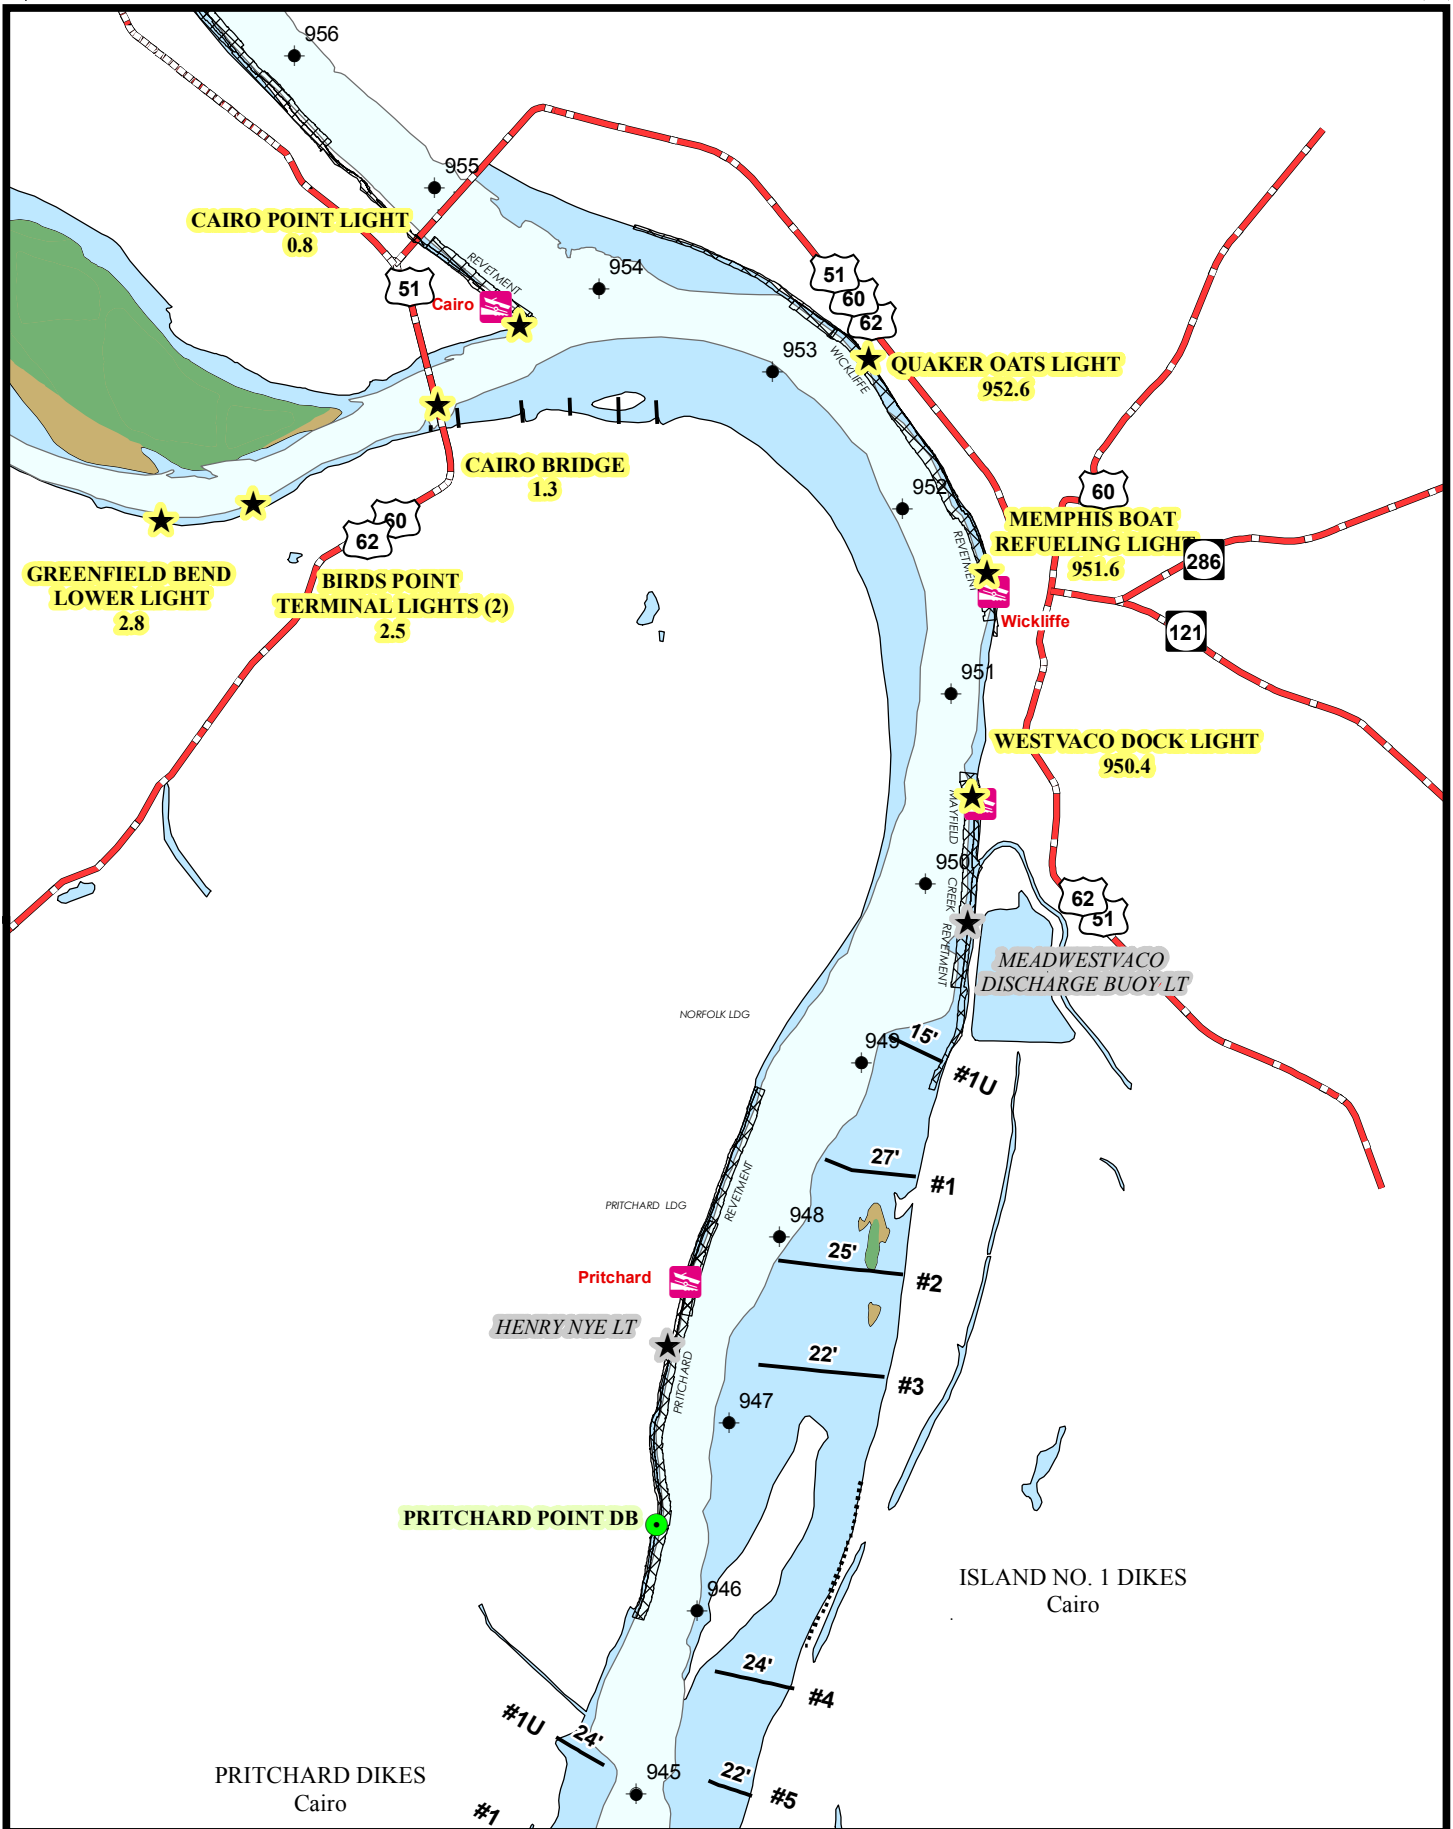 956
955
CAIRO POINT LIGHT
0.8
REVETMENT
954
51
Cairo
51
60
62
953
WICKLIFFE
QUAKER OATS LIGHT
952.6
CAIRO BRIDGE
1.3
952
60
60
62
MEMPHIS BOAT
REFUELING LIGHT
951.6
REVETMENT
286
GREENFIELD BEND
LOWER LIGHT
2.8
BIRDS POINT
TERMINAL LIGHTS (2)
2.5
Wickliffe
121
951
WESTVACO DOCK LIGHT
950.4
MAYFIELD
CREEK
REVETMENT
950
62
51
MEADWESTVACO
DISCHARGE BUOY LT
NORFOLK LDG
949
15'
#1U
27'
#1
REVETMENT
PRITCHARD LDG
948
25'
#2
Pritchard
HENRY NYE LT
22'
#3
PRITCHARD
947
PRITCHARD POINT DB
946
ISLAND NO. 1 DIKES
Cairo
24'
#4
#1U
24'
945
22'
#5
PRITCHARD DIKES
Cairo
#1